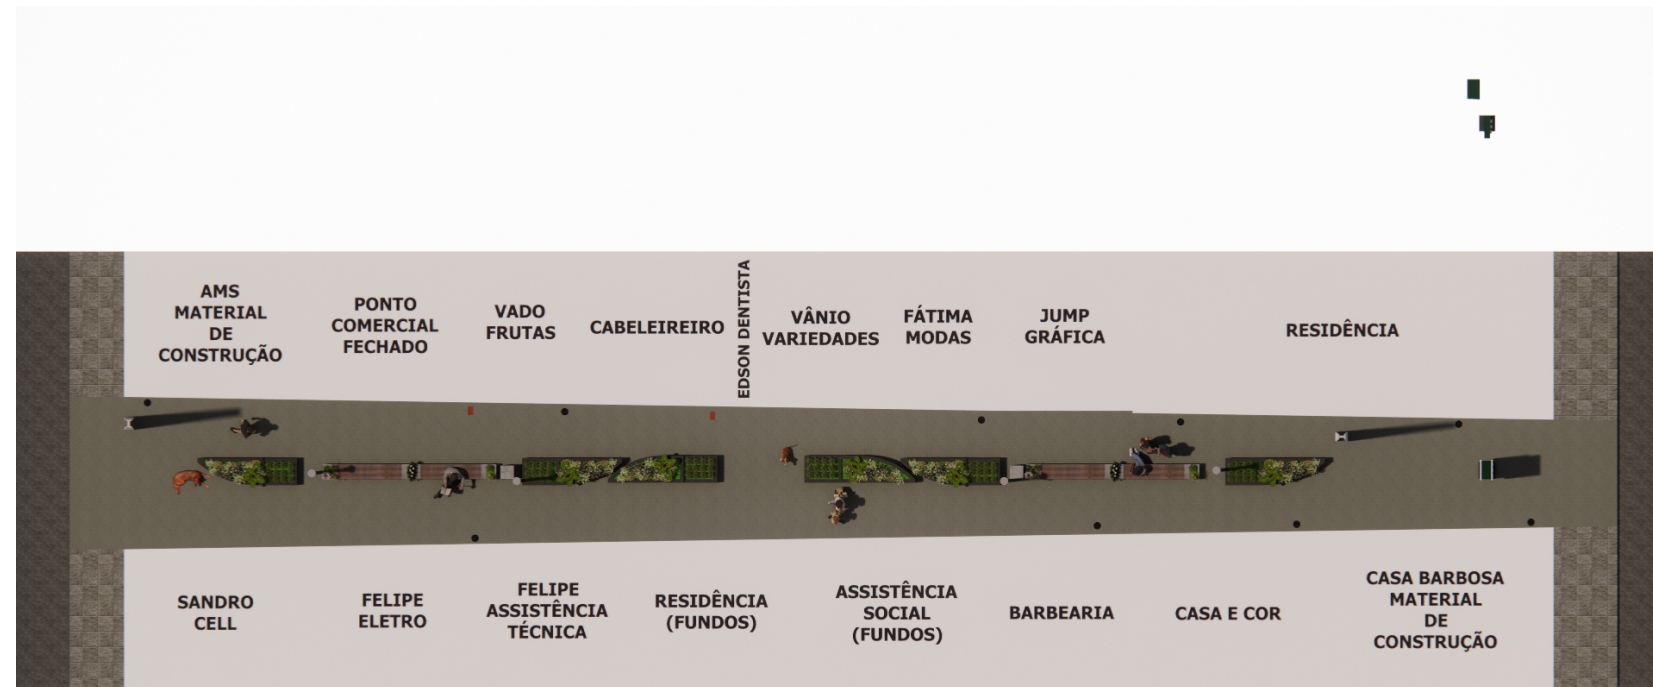 AMS
MATERIAL
DE
CONSTRUÇÃO
PONTO
COMERCIAL
FECHADO
VADO
FRUTAS
CABELEIREIRO
EDSON DENTISTA
VÂNIO
VARIEDADES
FÁTIMA
MODAS
JUMP
GRÁFICA
RESIDÊNCIA
SANDRO
CELL
FELIPE
ELETRO
FELIPE
ASSISTÊNCIA
TÉCNICA
RESIDÊNCIA
(FUNDOS)
ASSISTÊNCIA
SOCIAL
(FUNDOS)
BARBEARIA
CASA E COR
CASA BARBOSA
MATERIAL
DE
CONSTRUÇÃO